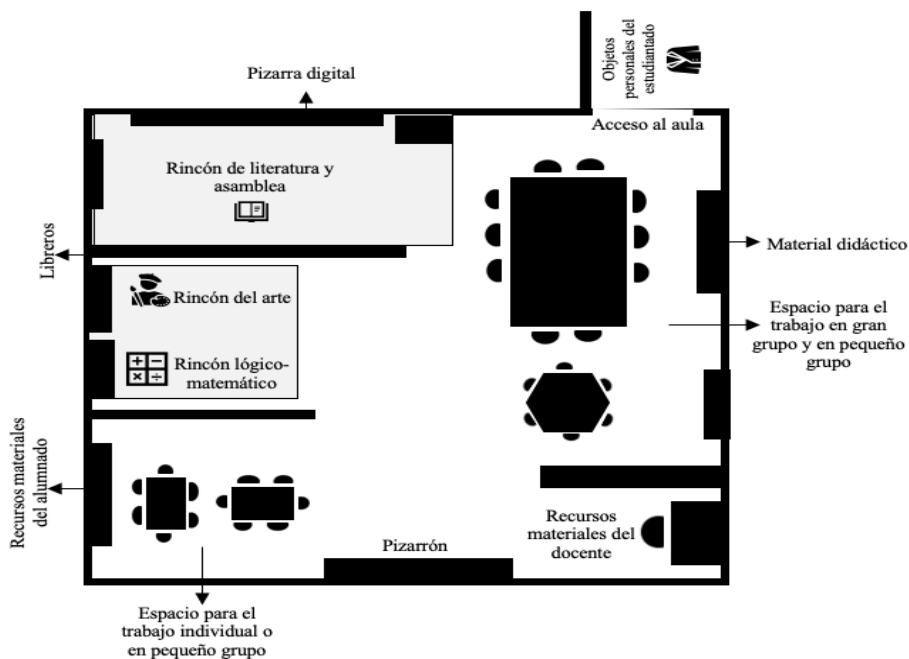 Objetos
personales del
estudiantado
Pizarra digital
Acceso al aula
Rincón de literatura y
asamblea
Libreros
Material didáctico
Rincón del arte
Espacio para el
trabajo en gran
grupo y en pequeño
grupo
Rincón lógico-
matemático
Recursos materiales
del alumnado
Recursos
materiales del
docente
Pizarrón
Espacio para el
trabajo individual o
en pequeño grupo